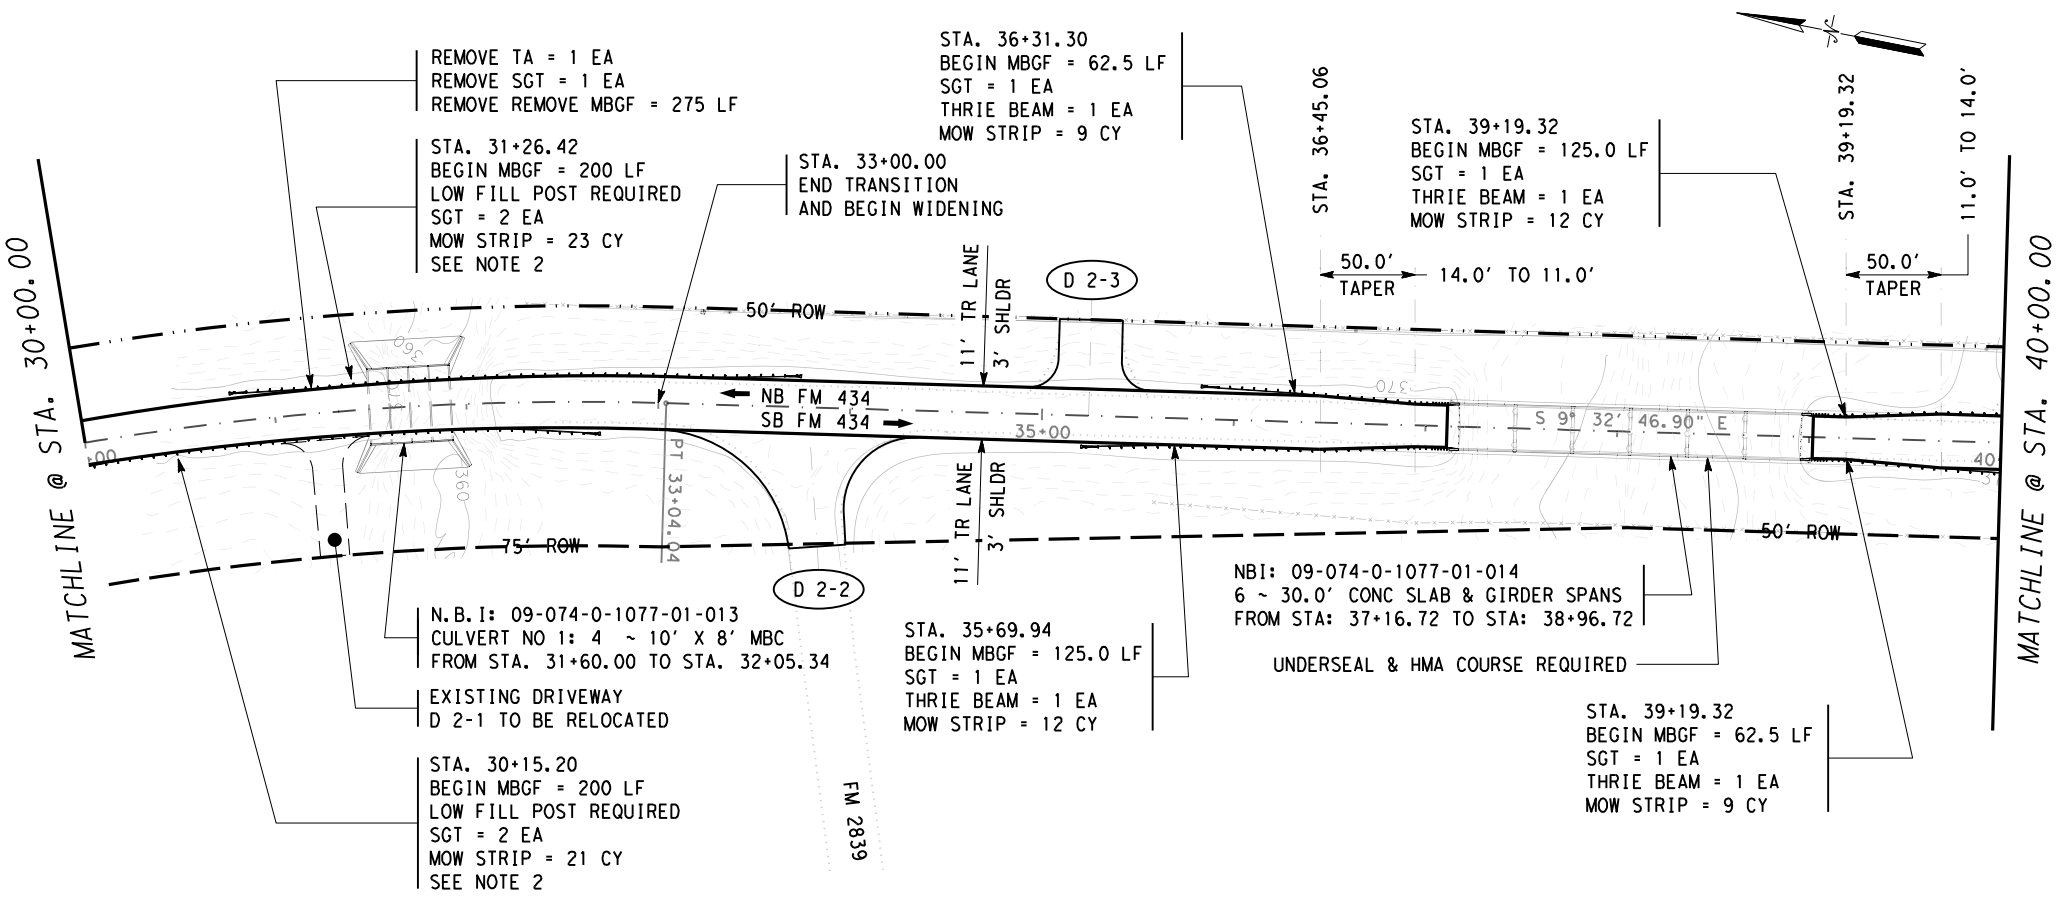 REMOVE TA = 1 EA
REMOVE SGT = 1 EA
REMOVE REMOVE MBGF = 275 LF
STA. 31+26.42
BEGIN MBGF = 200 LF
LOW FILL POST REQUIRED
SGT = 2 EA
MOW STRIP = 23 CY
SEE NOTE 2
STA. 33+00.00
END TRANSITION
AND BEGIN WIDENING
STA. 36+31.30
BEGIN MBGF = 62.5 LF
SGT = 1 EA
THRIE BEAM = 1 EA
MOW STRIP = 9 CY
STA. 36+45.06
STA. 39+19.32
BEGIN MBGF = 125.0 LF
SGT = 1 EA
THRIE BEAM = 1 EA
MOW STRIP = 12 CY
STA. 39+19.32
11.0' TO 14.0'
N
50.0'
TAPER
14.0' TO 11.0'
50.0'
TAPER
MATCHLINE @ STA. 30+00.00
MATCHLINE @ STA. 40+00.00
50' ROW
11' TR LANE
3' SHLDR
D 2-3
360
370
NB FM 434
SB FM 434
35+00
S 9° 32' 46.90" E
+00
40
360
PT 33+04.04
75' ROW
11' TR LANE
3' SHLDR
50' ROW
D 2-2
FM 2839
N.B.I: 09-074-0-1077-01-013
CULVERT NO 1: 4 ~ 10' X 8' MBC
FROM STA. 31+60.00 TO STA. 32+05.34
EXISTING DRIVEWAY
D 2-1 TO BE RELOCATED
STA. 30+15.20
BEGIN MBGF = 200 LF
LOW FILL POST REQUIRED
SGT = 2 EA
MOW STRIP = 21 CY
SEE NOTE 2
STA. 35+69.94
BEGIN MBGF = 125.0 LF
SGT = 1 EA
THRIE BEAM = 1 EA
MOW STRIP = 12 CY
NBI: 09-074-0-1077-01-014
6 ~ 30.0' CONC SLAB & GIRDER SPANS
FROM STA: 37+16.72 TO STA: 38+96.72
UNDERSEAL & HMA COURSE REQUIRED
STA. 39+19.32
BEGIN MBGF = 62.5 LF
SGT = 1 EA
THRIE BEAM = 1 EA
MOW STRIP = 9 CY